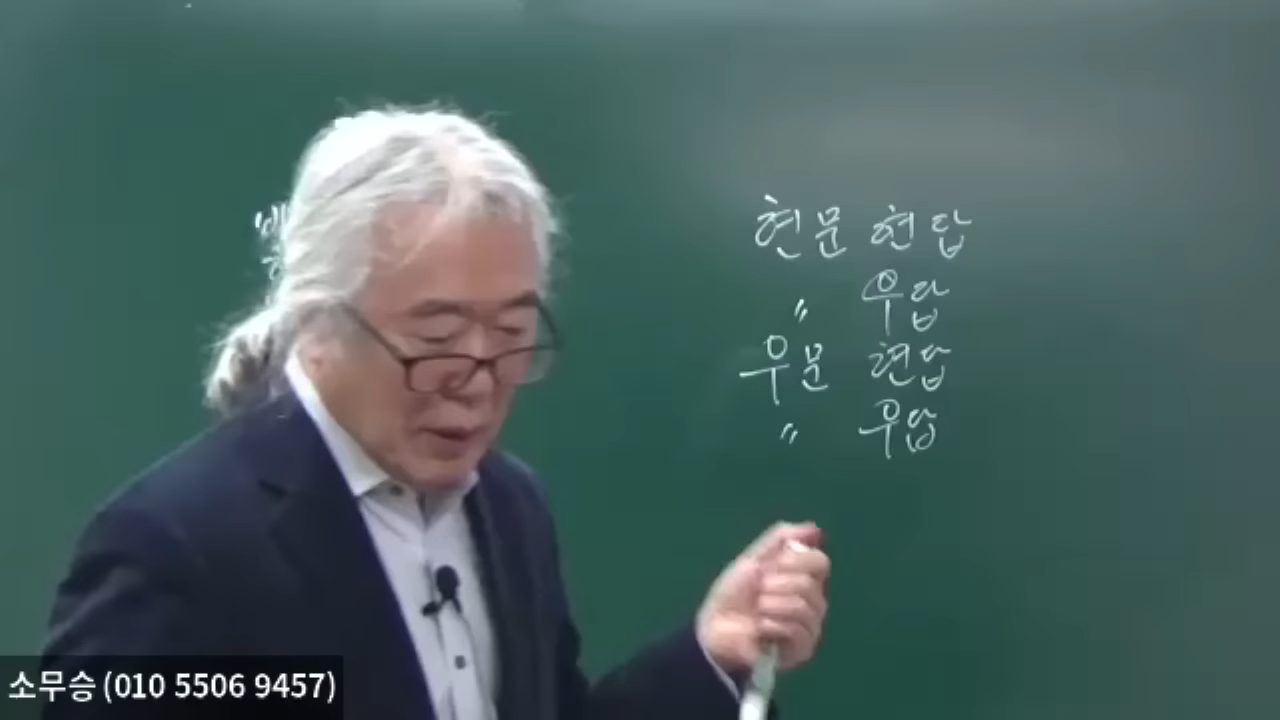 현문 현답
〃 우답
우문 현답
〃 우답
소무승 (010 5506 9457)